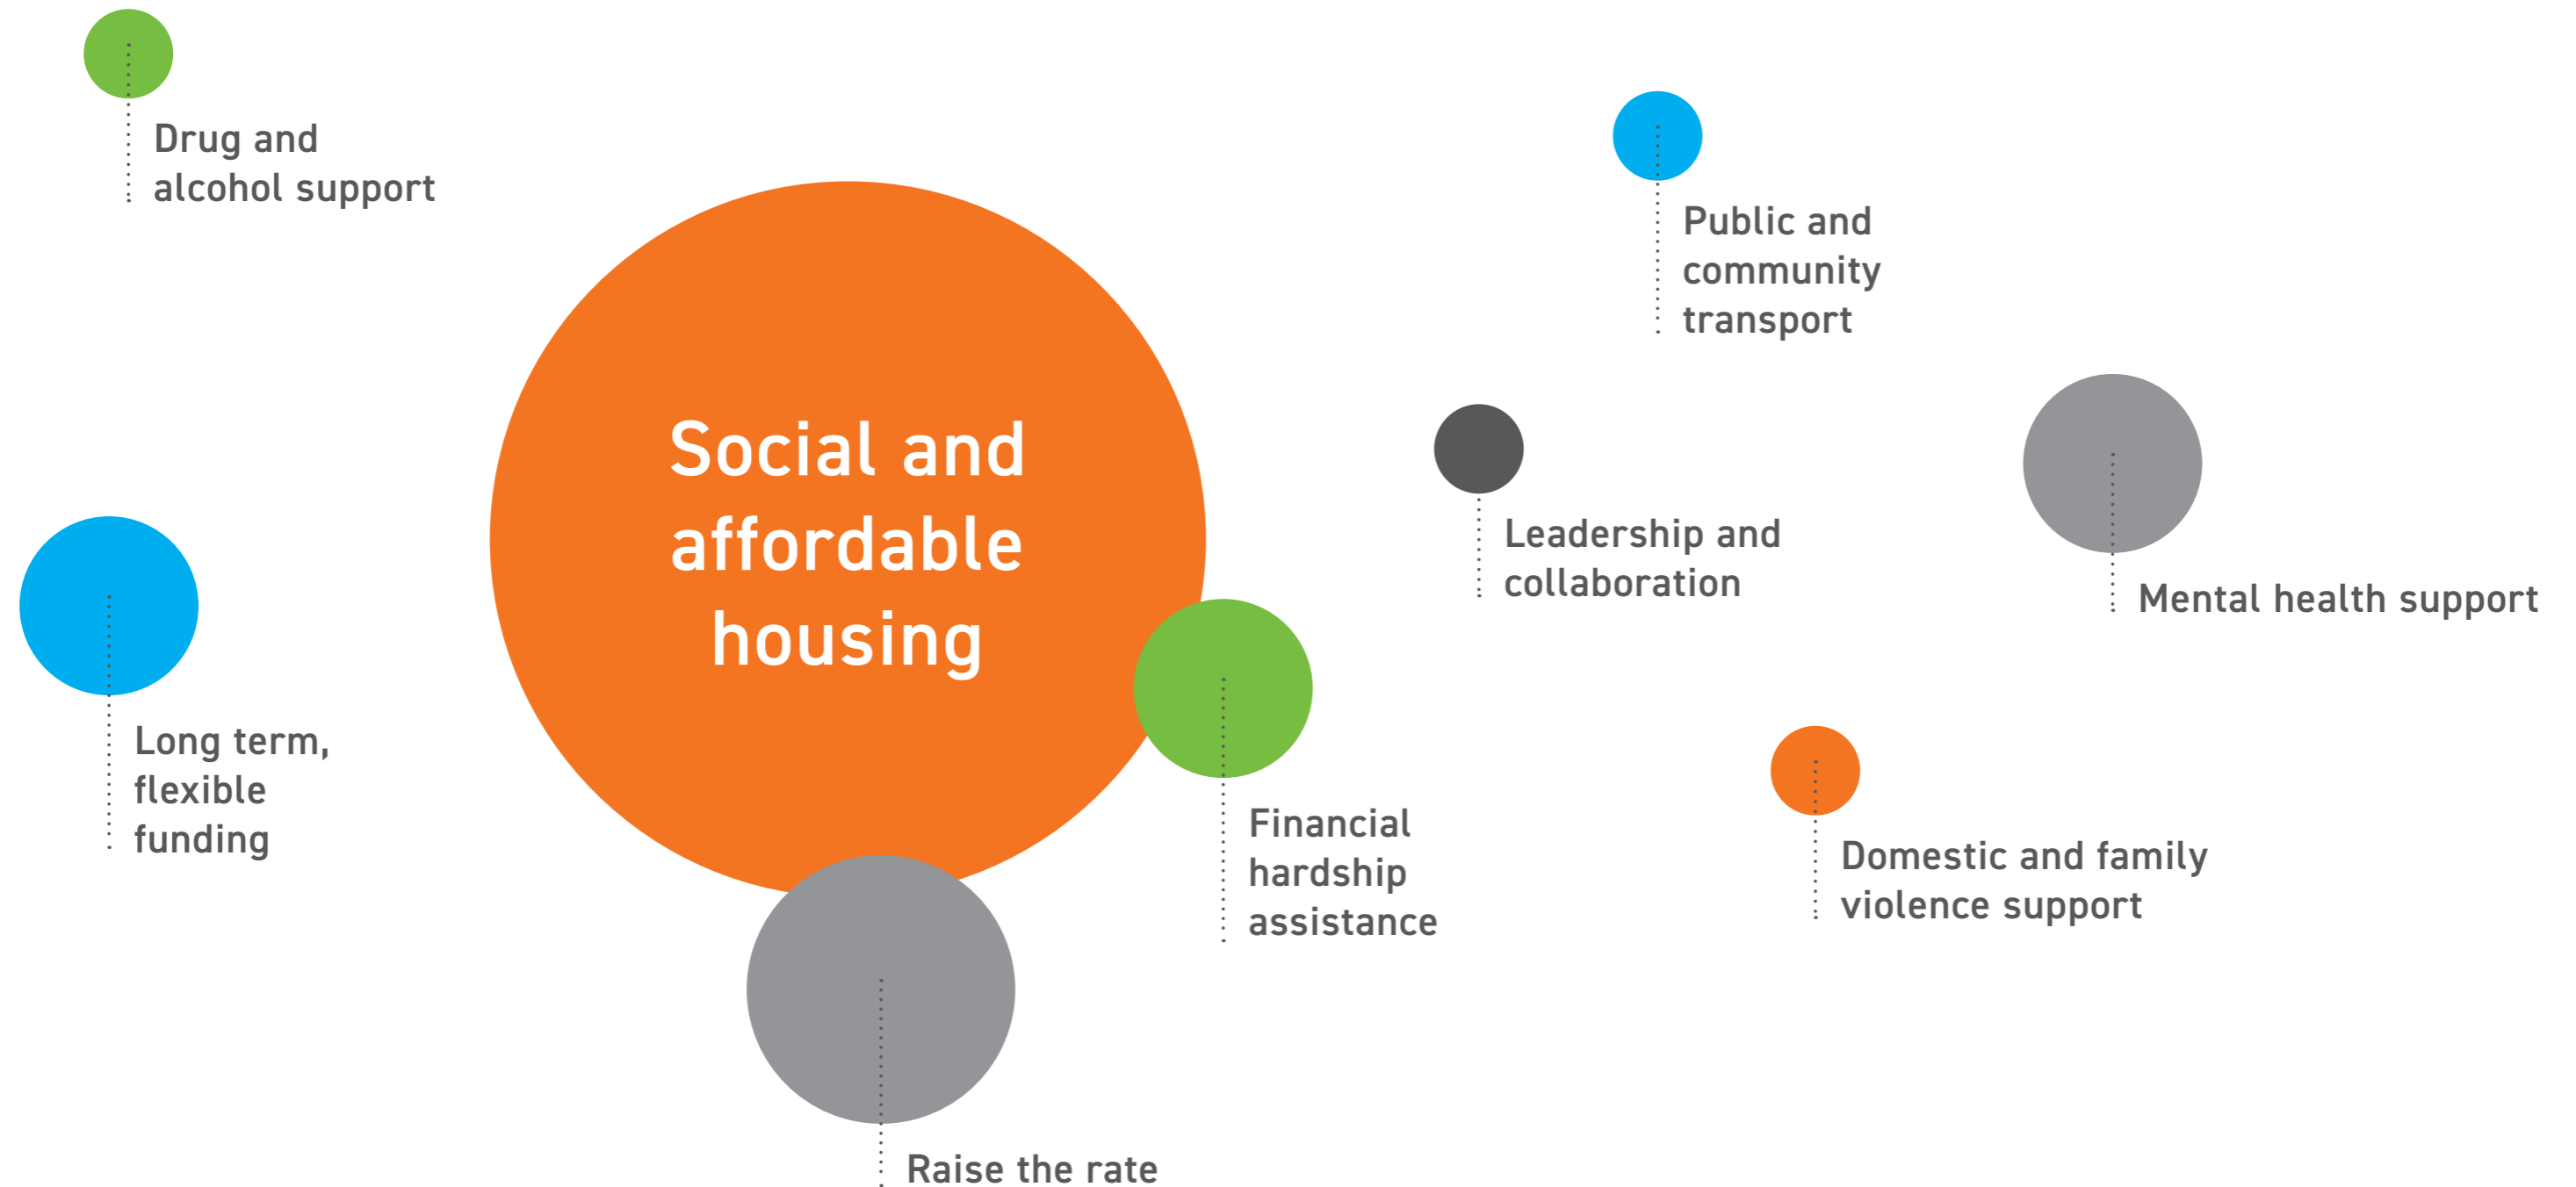 Drug and
alcohol support
Public and
community
transport
Social and
affordable
housing
Leadership and
collaboration
Mental health support
Long term,
flexible
funding
Financial
hardship
assistance
Domestic and family
violence support
Raise the rate